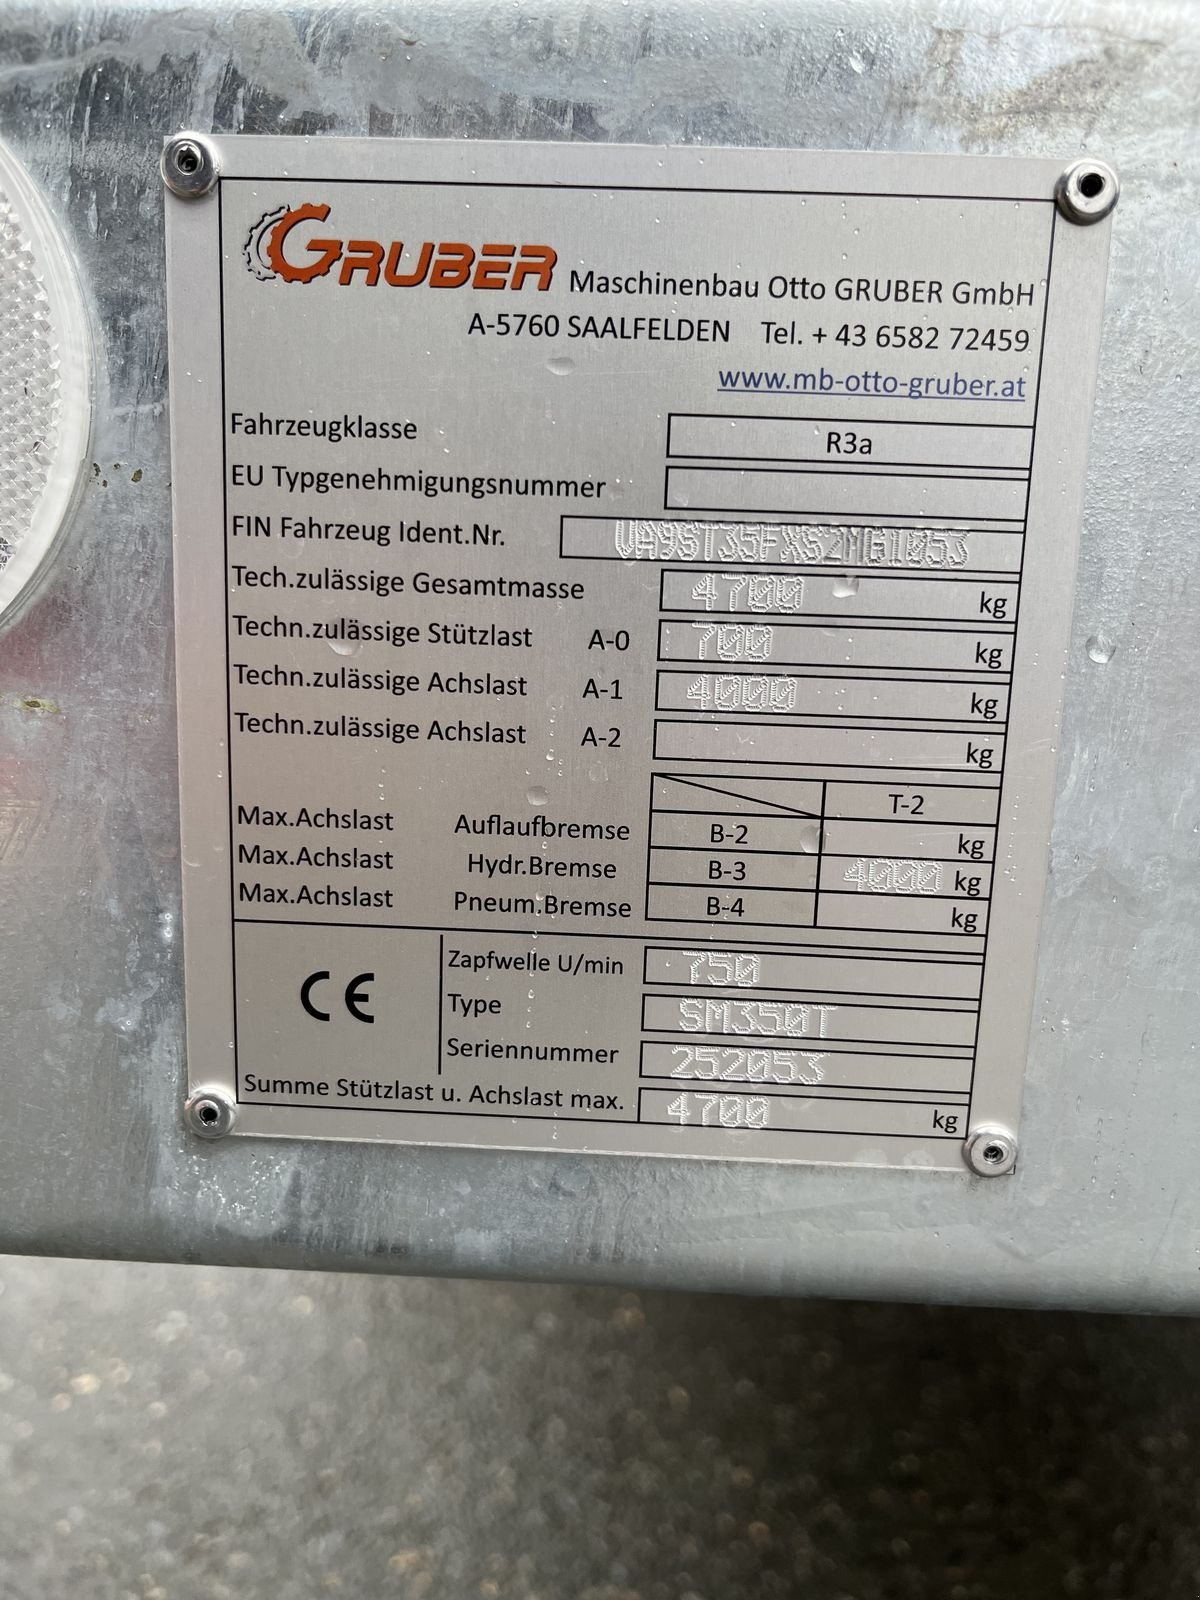 GRUBER Maschinenbau Otto GRUBER GmbH
A-5760 SAALFELDEN Tel. + 43 6582 72459
www.mb-otto-gruber.at
Fahrzeugklasse R3a
EU Typgenehmigungsnummer
FIN Fahrzeug Ident.Nr. VA9ST35FXS2MG1053
Tech.zulässige Gesamtmasse 4700 kg
Techn.zulässige Stützlast A-0 700 kg
Techn.zulässige Achslast A-1 4000 kg
Techn.zulässige Achslast A-2 kg
T-2
Max.Achslast Auflaufbremse B-2 kg
Max.Achslast Hydr.Bremse B-3 4000 kg
Max.Achslast Pneum.Bremse B-4 kg
CE
Zapfwelle U/min 750
Type SM350T
Seriennummer 252053
Summe Stützlast u. Achslast max. 4700 kg